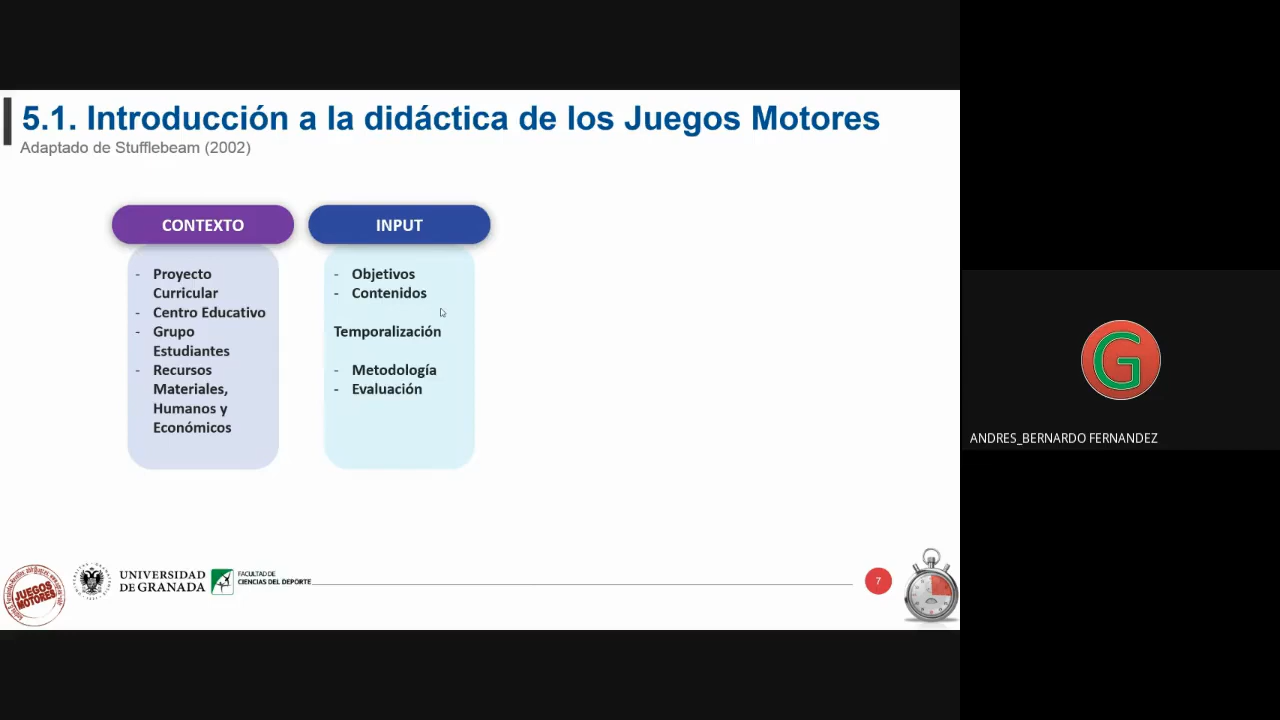 5.1. Introducción a la didáctica de los Juegos Motores
Adaptado de Stufflebeam (2002)
CONTEXTO
- Proyecto
Curricular
- Centro Educativo
- Grupo
Estudiantes
- Recursos
Materiales,
Humanos y
Económicos
INPUT
- Objetivos
- Contenidos
Temporalización
- Metodología
- Evaluación
JUEGOS
MOTORES
UNIVERSIDAD
DE GRANADA
FACULTAD DE
CIENCIAS DEL DEPORTE
7
G
ANDRES_BERNARDO FERNANDEZ